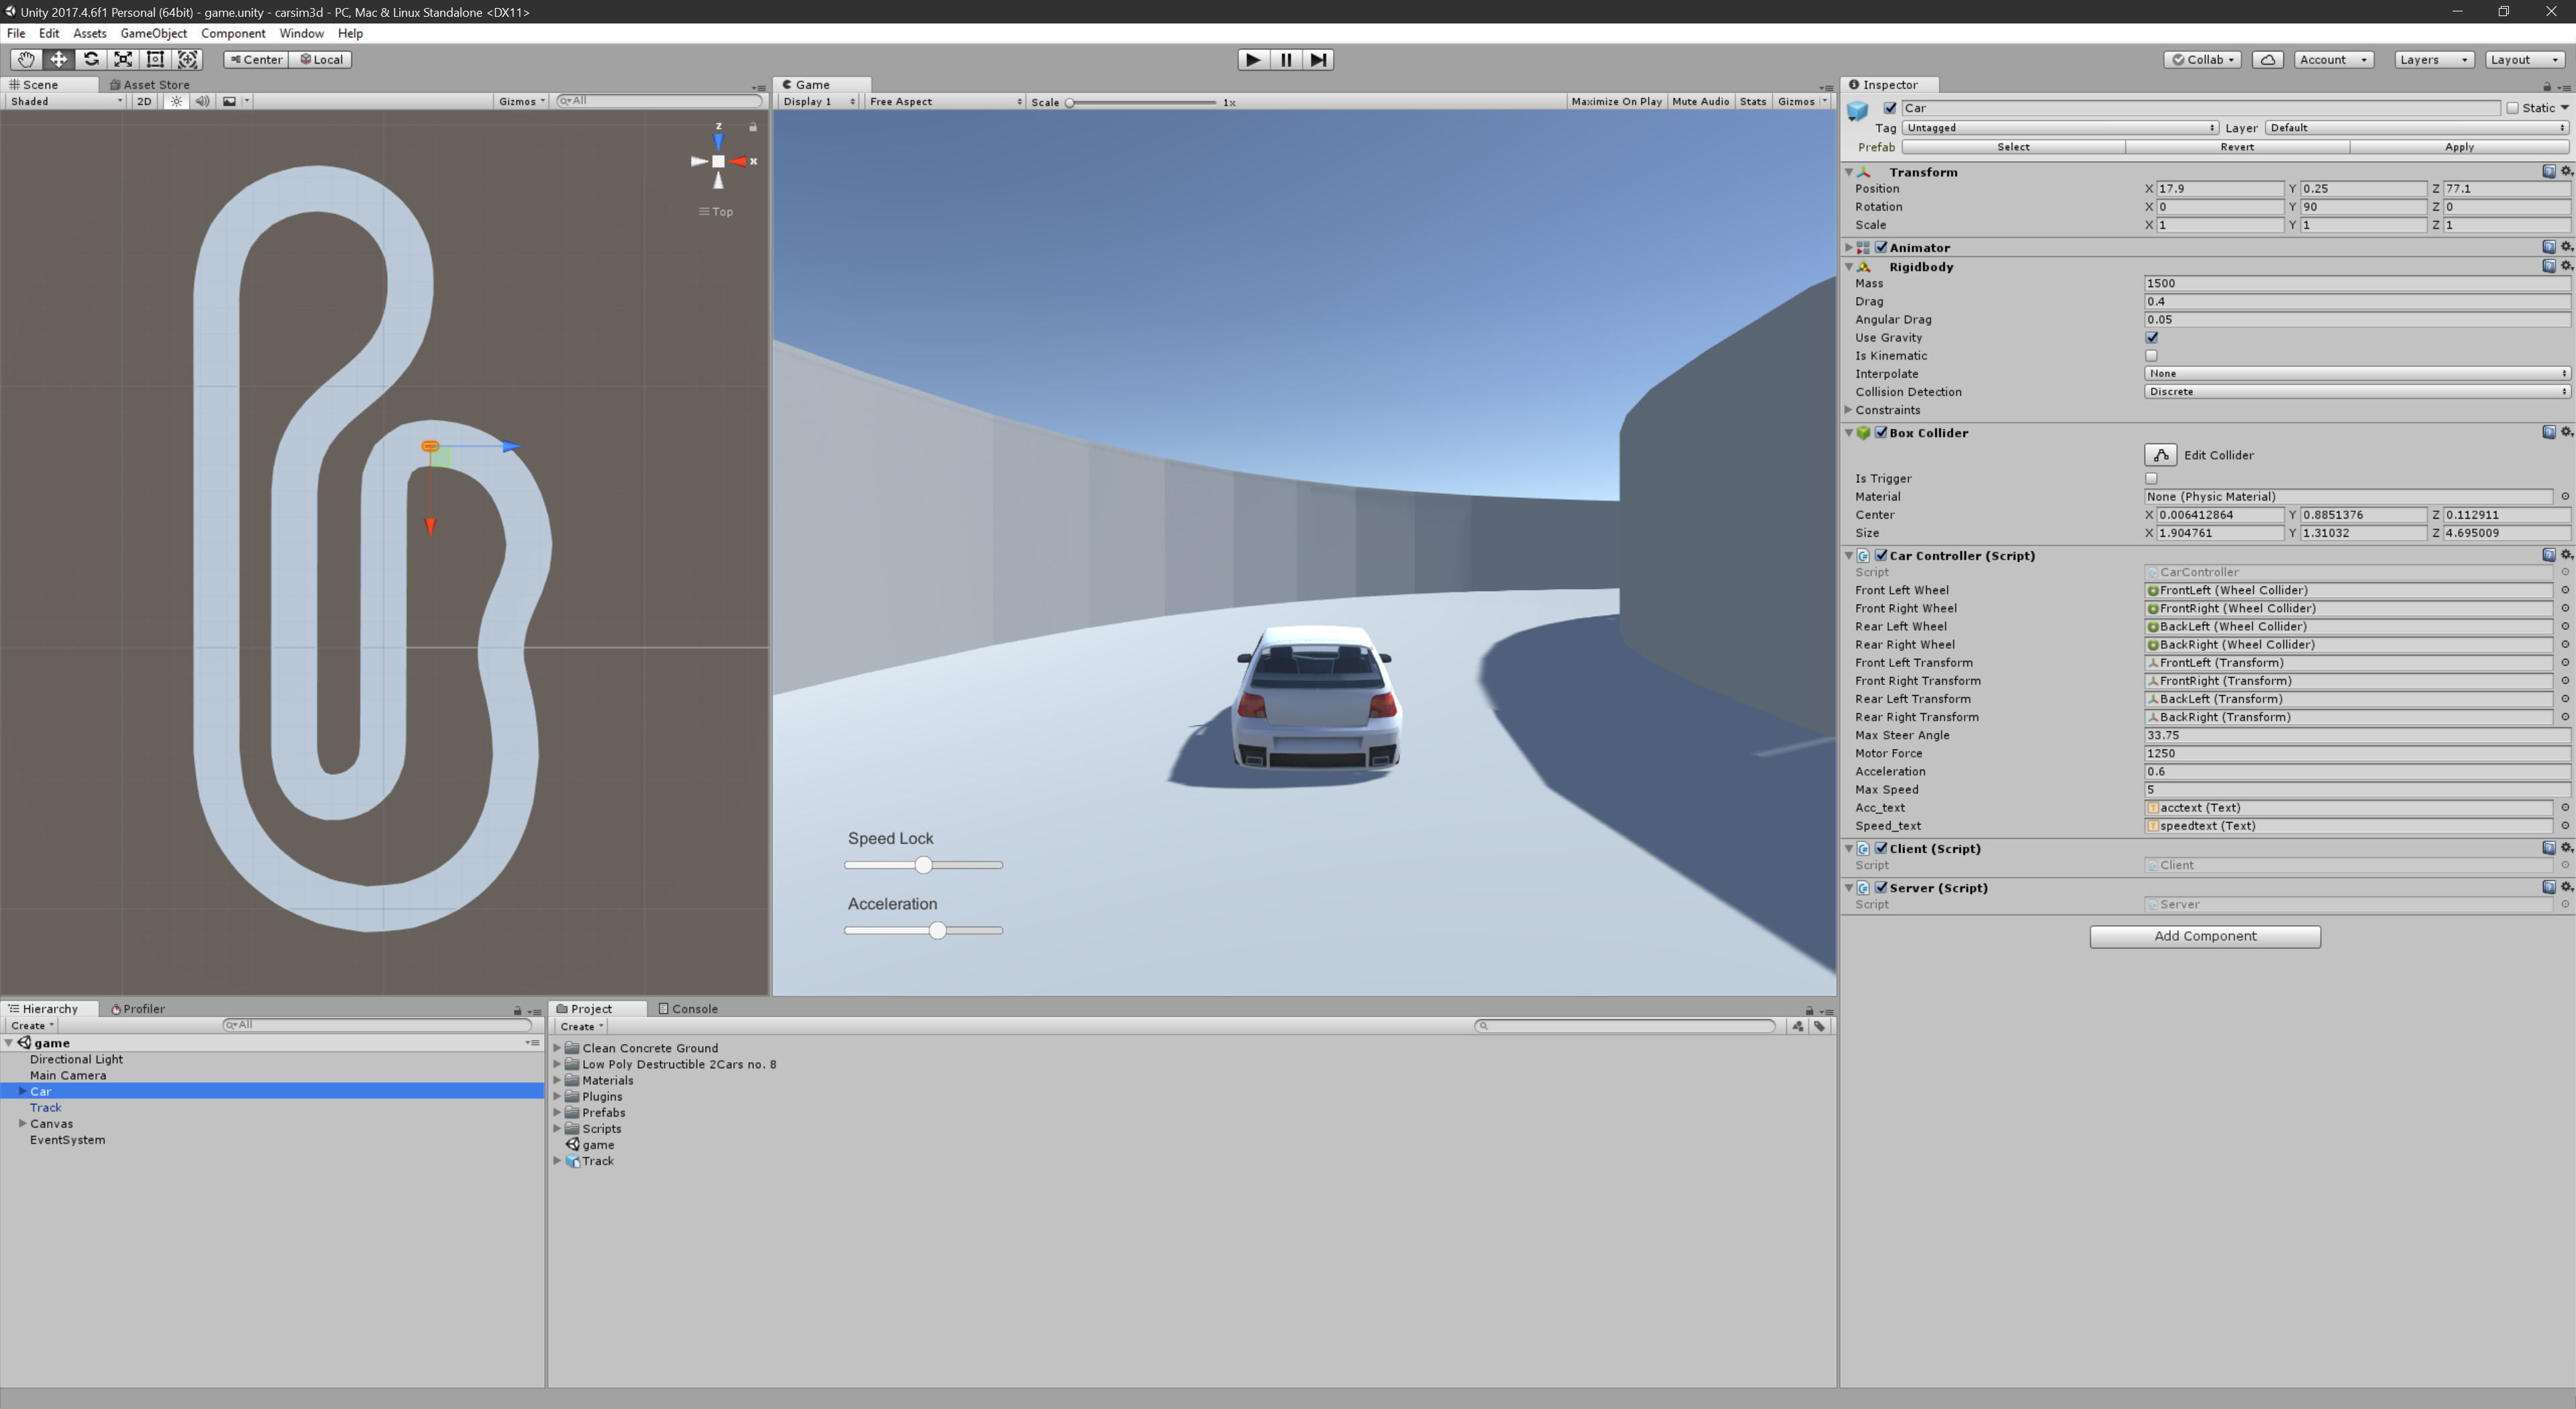 Unity 2017.4.6f1 Personal (64bit) - game.unity - carsim3d - PC, Mac & Linux Standalone <DX11>
File Edit Assets GameObject Component Window Help
Center Local
Collab Account Layers Layout
Scene Asset Store
Shaded 2D Gizmos All
z
x
Top
Game
Display 1 Free Aspect Scale 1x Maximize On Play Mute Audio Stats Gizmos
Speed Lock
Acceleration
Inspector
Car Static
Tag Untagged Layer Default
Prefab Select Revert Apply
Transform
Position X 17.9 Y 0.25 Z 77.1
Rotation X 0 Y 90 Z 0
Scale X 1 Y 1 Z 1
Animator
Rigidbody
Mass 1500
Drag 0.4
Angular Drag 0.05
Use Gravity
Is Kinematic
Interpolate None
Collision Detection Discrete
Constraints
Box Collider
Edit Collider
Is Trigger
Material None (Physic Material)
Center X 0.006412864 Y 0.8851376 Z 0.112911
Size X 1.904761 Y 1.31032 Z 4.695009
Car Controller (Script)
Script CarController
Front Left Wheel FrontLeft (Wheel Collider)
Front Right Wheel FrontRight (Wheel Collider)
Rear Left Wheel BackLeft (Wheel Collider)
Rear Right Wheel BackRight (Wheel Collider)
Front Left Transform FrontLeft (Transform)
Front Right Transform FrontRight (Transform)
Rear Left Transform BackLeft (Transform)
Rear Right Transform BackRight (Transform)
Max Steer Angle 33.75
Motor Force 1250
Acceleration 0.6
Max Speed 5
Acc_text acctext (Text)
Speed_text speedtext (Text)
Client (Script)
Script Client
Server (Script)
Script Server
Add Component
Hierarchy Profiler
Create All
game
Directional Light
Main Camera
Car
Track
Canvas
EventSystem
Project Console
Create
Clean Concrete Ground
Low Poly Destructible 2Cars no. 8
Materials
Plugins
Prefabs
Scripts
game
Track